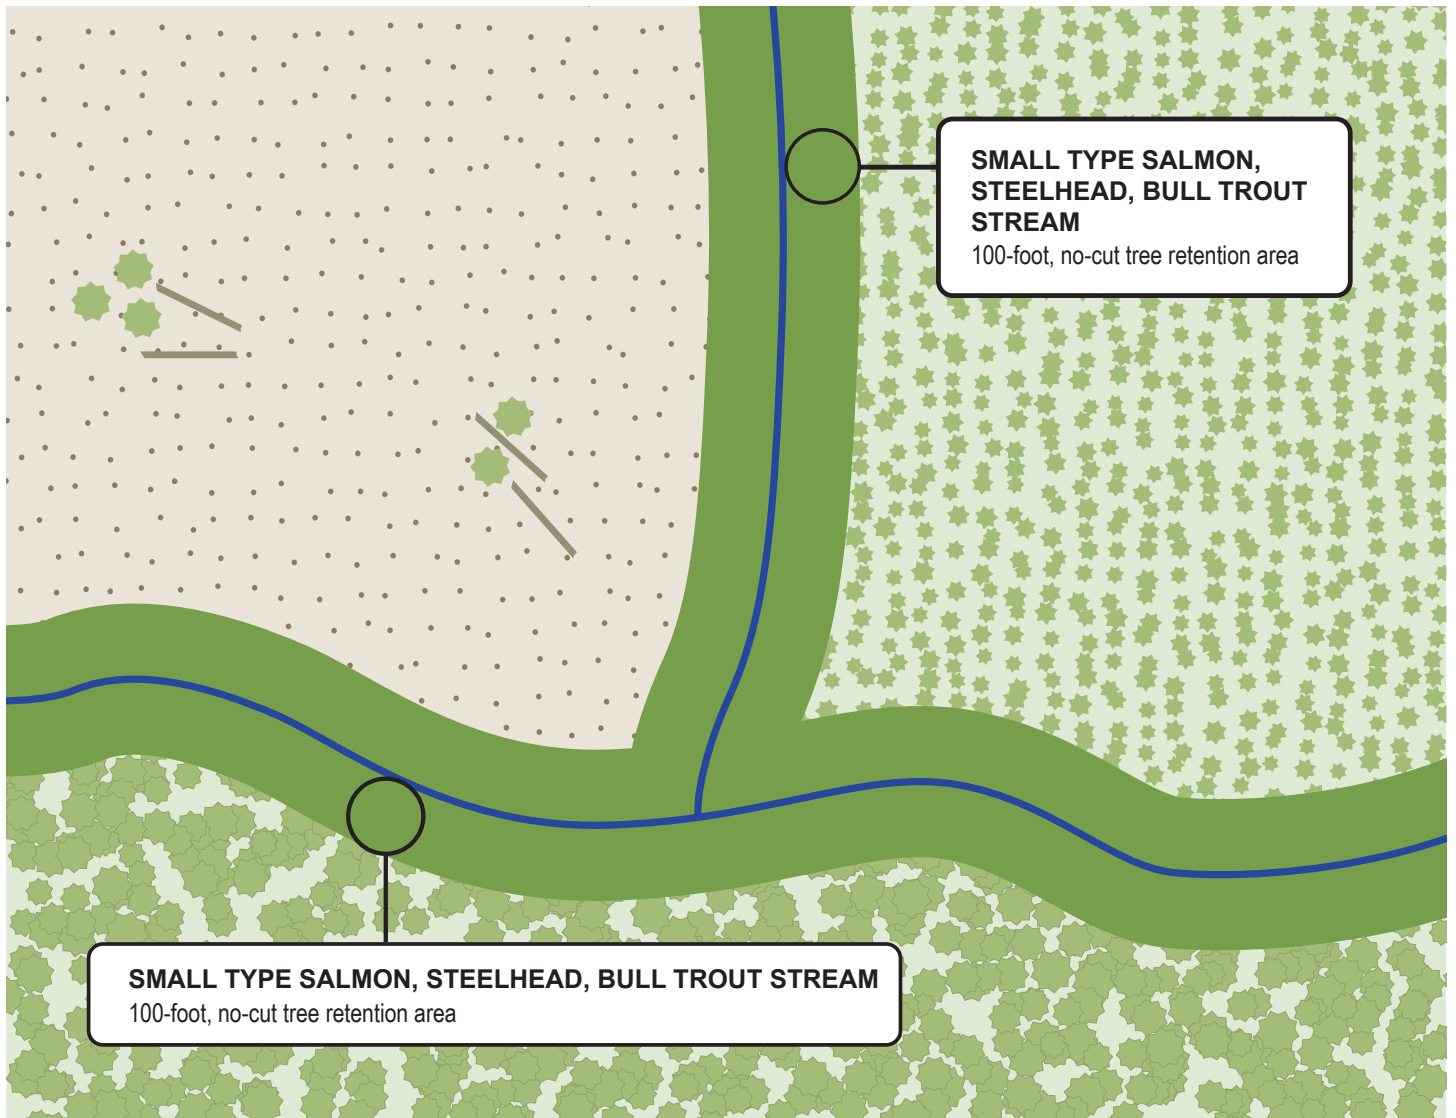 SMALL TYPE SALMON,
STEELHEAD, BULL TROUT
STREAM
100-foot, no-cut tree retention area
SMALL TYPE SALMON, STEELHEAD, BULL TROUT STREAM
100-foot, no-cut tree retention area